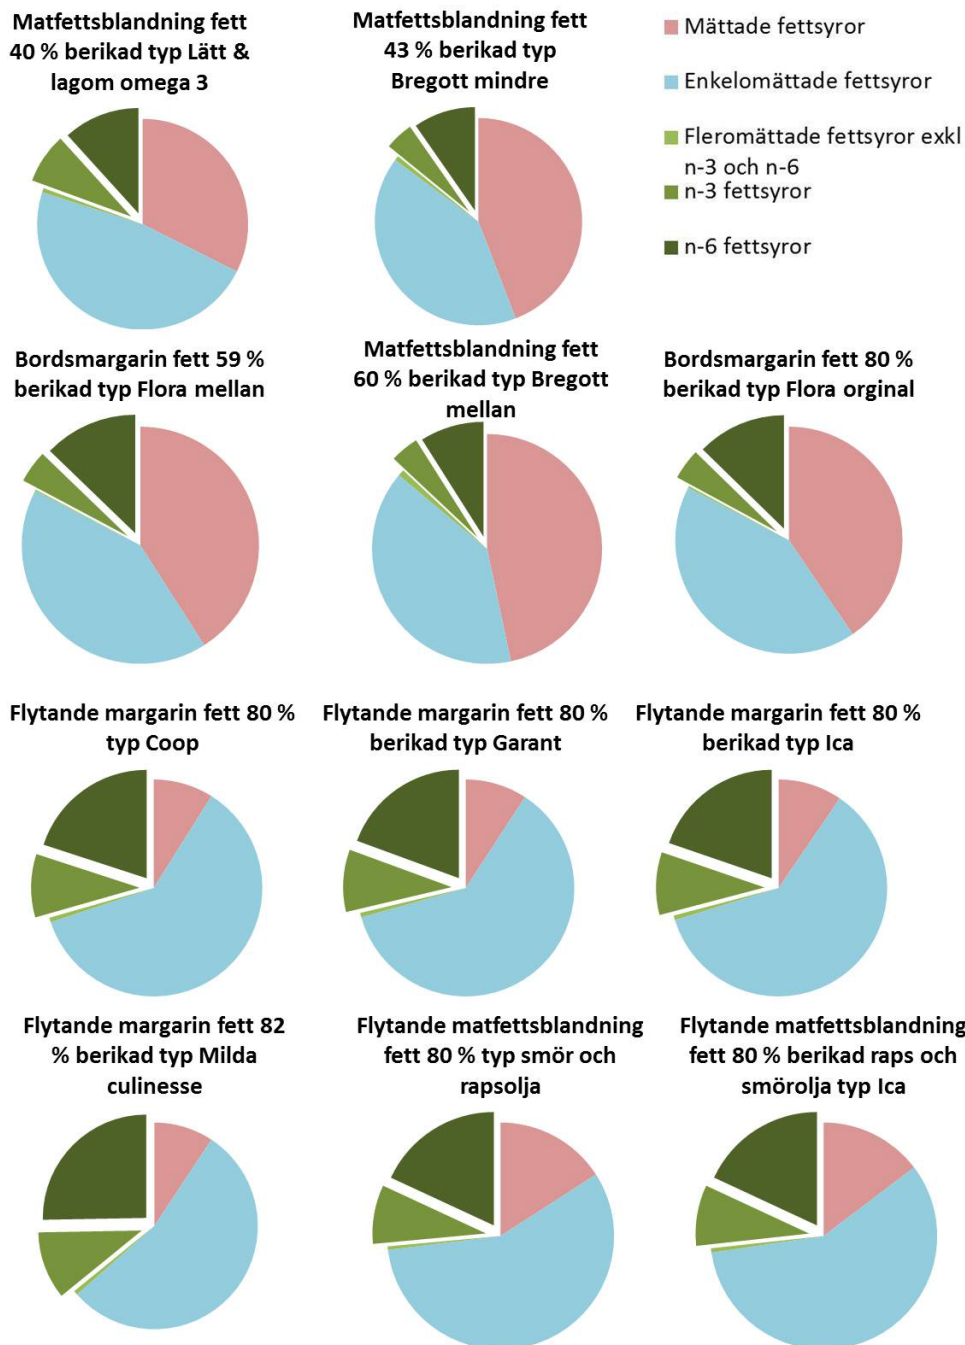 Matfettsblandning fett
40 % berikad typ Lätt &
lagom omega 3
Matfettsblandning fett
43 % berikad typ
Bregott mindre
Mättade fettsyror
Enkelomättade fettsyror
Fleromättade fettsyror exkl
n-3 och n-6
n-3 fettsyror
n-6 fettsyror
Bordsmargarin fett 59 %
berikad typ Flora mellan
Matfettsblandning fett
60 % berikad typ Bregott
mellan
Bordsmargarin fett 80 %
berikad typ Flora orginal
Flytande margarin fett 80 %
typ Coop
Flytande margarin fett 80 %
berikad typ Garant
Flytande margarin fett 80 %
berikad typ Ica
Flytande margarin fett 82
% berikad typ Milda
culinesse
Flytande matfettsblandning
fett 80 % typ smör och
rapsolja
Flytande matfettsblandning
fett 80 % berikad raps och
smörolja typ Ica